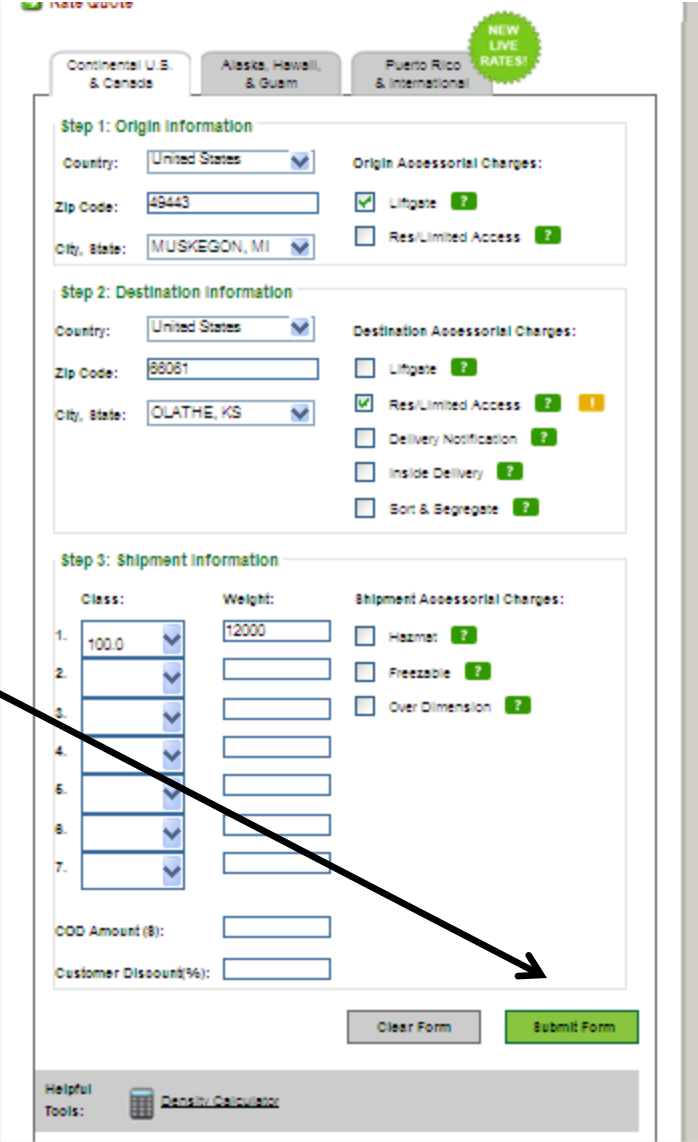 Rate Quote
NEW
LIVE
RATES!
Continental U.S.
& Canada
Alaska, Hawaii,
& Guam
Puerto Rico
& International
Step 1: Origin Information
Country: United States
Origin Accessorial Charges:
Zip Code: 49443
Liftgate ?
City, State: MUSKEGON, MI
Res/Limited Access ?
Step 2: Destination Information
Country: United States
Destination Accessorial Charges:
Zip Code: 66061
Liftgate ?
City, State: OLATHE, KS
Res/Limited Access ? !
Delivery Notification ?
Inside Delivery ?
Sort & Segregate ?
Step 3: Shipment Information
Class: Weight: Shipment Accessorial Charges:
1. 100.0 12000 Hazmat ?
2. Freezable ?
3. Over Dimension ?
4.
5.
6.
7.
COD Amount ($):
Customer Discount(%):
Clear Form Submit Form
Helpful
Tools: Density Calculator